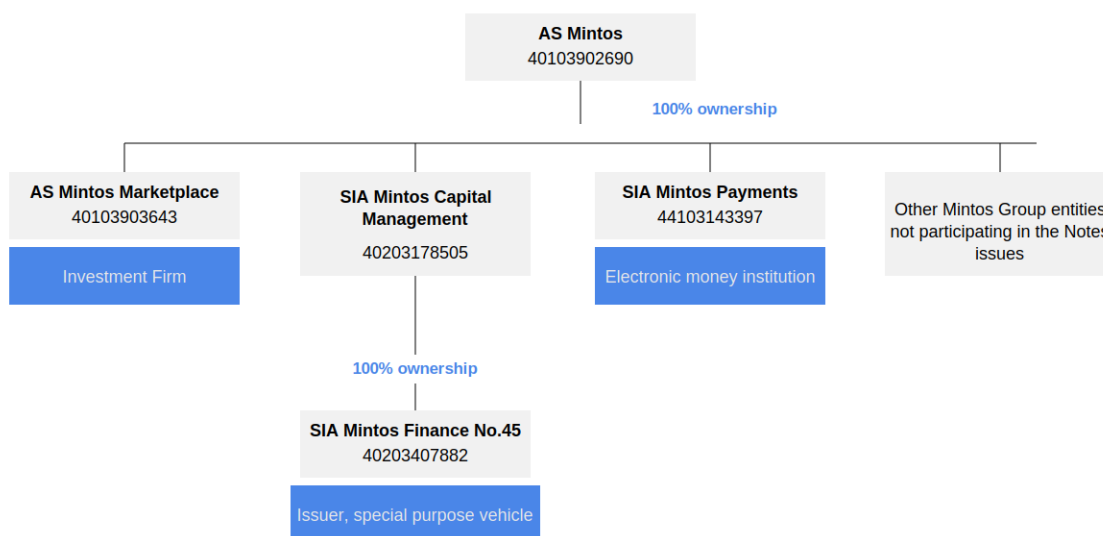 AS Mintos
40103902690
100% ownership
AS Mintos Marketplace
40103903643
Investment Firm
SIA Mintos Capital
Management
40203178505
SIA Mintos Payments
44103143397
Electronic money institution
Other Mintos Group entities
not participating in the Notes
issues
100% ownership
SIA Mintos Finance No.45
40203407882
Issuer, special purpose vehicle